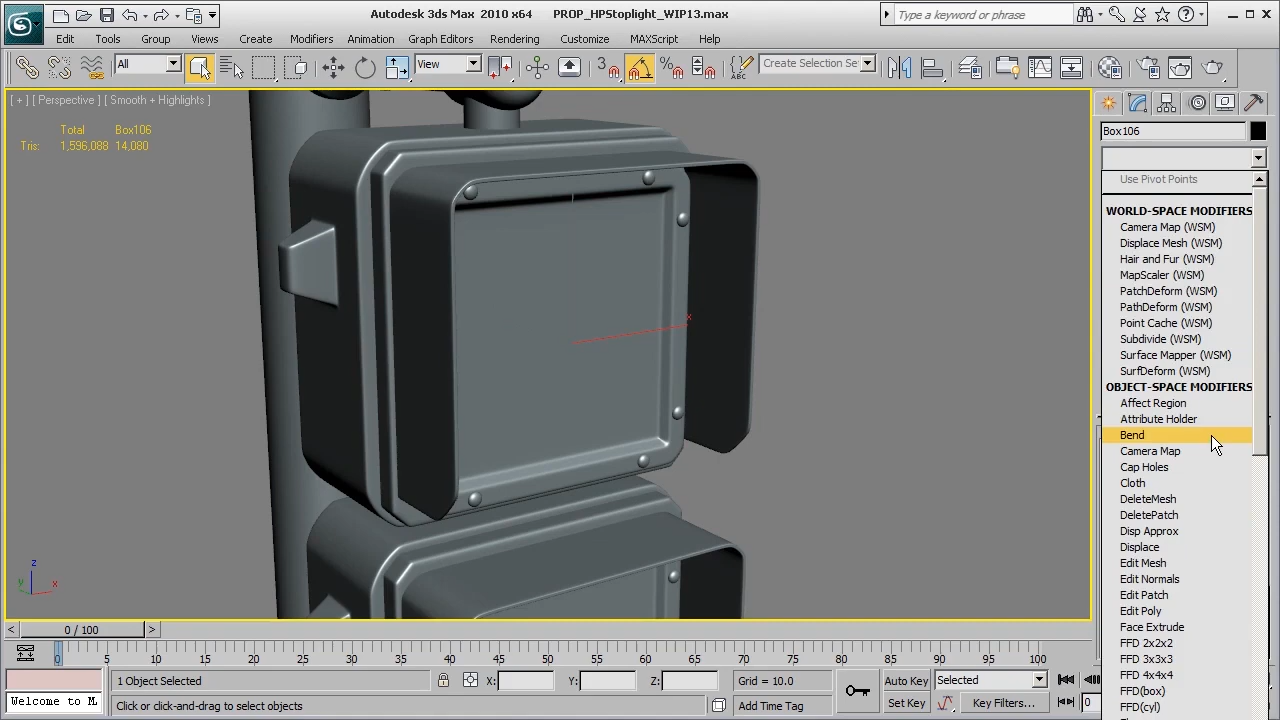 Autodesk 3ds Max 2010 x64 PROP_HPStoplight_WIP13.max
Type a keyword or phrase
Edit Tools Group Views Create Modifiers Animation Graph Editors Rendering Customize MAXScript Help
All View 3 Create Selection Se
[ + ] [ Perspective ] [ Smooth + Highlights ]
Total Box106
Tris: 1,596,088 14,080
Box106
Use Pivot Points
WORLD-SPACE MODIFIERS
Camera Map (WSM)
Displace Mesh (WSM)
Hair and Fur (WSM)
MapScaler (WSM)
PatchDeform (WSM)
PathDeform (WSM)
Point Cache (WSM)
Subdivide (WSM)
Surface Mapper (WSM)
SurfDeform (WSM)
OBJECT-SPACE MODIFIERS
Affect Region
Attribute Holder
Bend
Camera Map
Cap Holes
Cloth
DeleteMesh
DeletePatch
Disp Approx
Displace
Edit Mesh
Edit Normals
Edit Patch
Edit Poly
Face Extrude
FFD 2x2x2
FFD 3x3x3
FFD 4x4x4
FFD(box)
FFD(cyl)
x
z
y x
< 0 / 100 >
0 5 10 15 20 25 30 35 40 45 50 55 60 65 70 75 80 85 90 95 100
1 Object Selected X: Y: Z: Grid = 10.0 Auto Key Selected
Welcome to M
Click or click-and-drag to select objects Add Time Tag Set Key Key Filters... 0